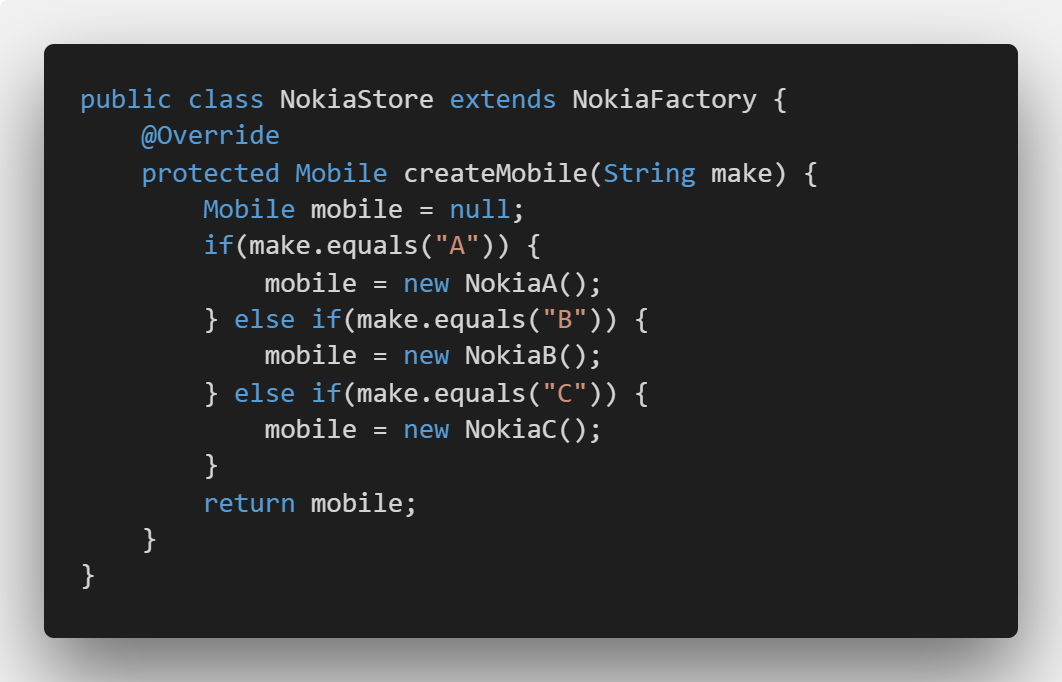 public class NokiaStore extends NokiaFactory {
    @Override
    protected Mobile createMobile(String make) {
        Mobile mobile = null;
        if(make.equals("A")) {
            mobile = new NokiaA();
        } else if(make.equals("B")) {
            mobile = new NokiaB();
        } else if(make.equals("C")) {
            mobile = new NokiaC();
        }
        return mobile;
    }
}